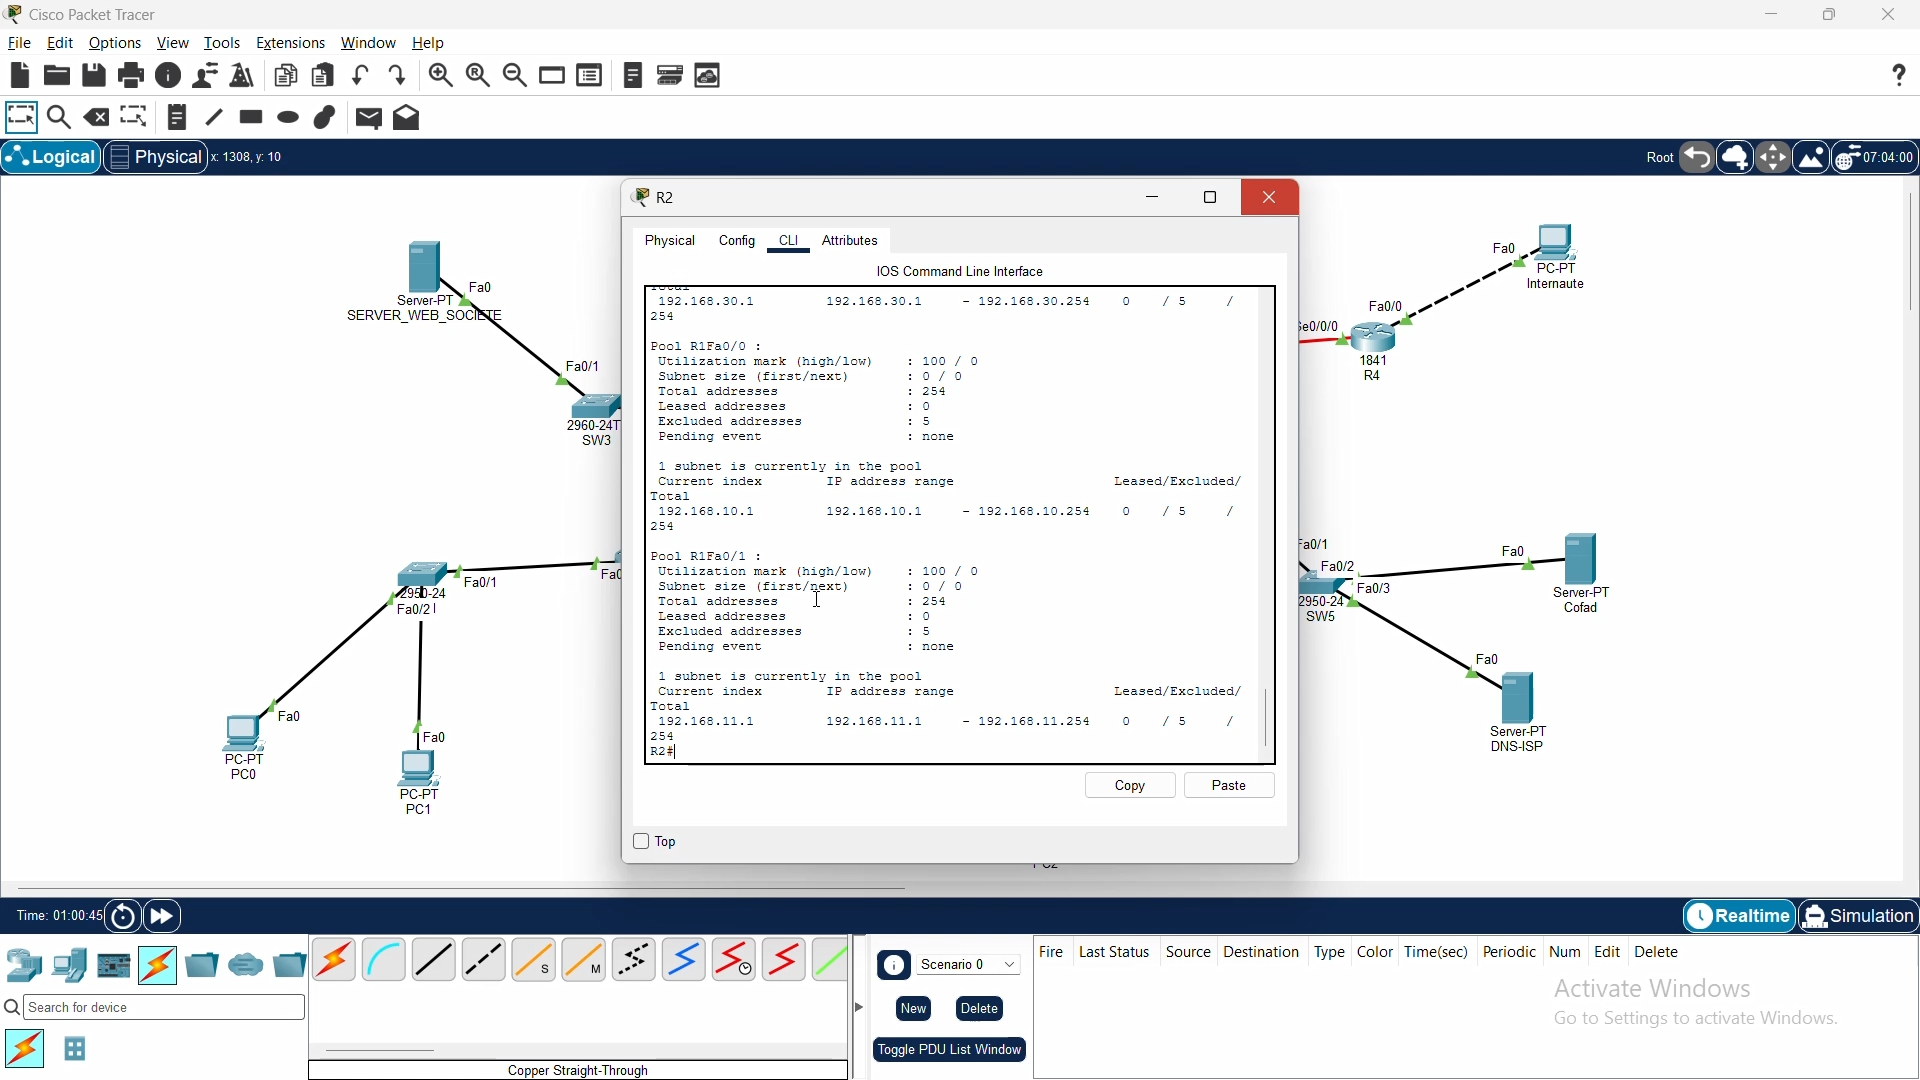 Cisco Packet Tracer
File Edit Options View Tools Extensions Window Help
Logical Physical x: 1308, y: 10 Root 07:04:00
R2
Physical Config CLI Attributes
IOS Command Line Interface
Total
192.168.30.1 192.168.30.1 - 192.168.30.254 0 / 5 /
254
Pool R1Fa0/0 :
Utilization mark (high/low) : 100 / 0
Subnet size (first/next) : 0 / 0
Total addresses : 254
Leased addresses : 0
Excluded addresses : 5
Pending event : none
1 subnet is currently in the pool
Current index IP address range Leased/Excluded/
Total
192.168.10.1 192.168.10.1 - 192.168.10.254 0 / 5 /
254
Pool R1Fa0/1 :
Utilization mark (high/low) : 100 / 0
Subnet size (first/next) : 0 / 0
Total addresses : 254
Leased addresses : 0
Excluded addresses : 5
Pending event : none
1 subnet is currently in the pool
Current index IP address range Leased/Excluded/
Total
192.168.11.1 192.168.11.1 - 192.168.11.254 0 / 5 /
254
R2#
Copy Paste
Top
Fa0
Server-PT
SERVER_WEB_SOCIETE
Fa0/1
2960-24T
SW3
Fa0/1
2950-24
Fa0/2
Fa0
PC-PT
PC0
Fa0
PC-PT
PC1
Fa0
PC-PT
Internaute
Fa0/0
Se0/0/0
1841
R4
Fa0/1
Fa0/2
Fa0/3
2950-24
SW5
Fa0
Server-PT
Cofad
Fa0
Server-PT
DNS-ISP
Time: 01:00:45 Realtime Simulation
Search for device
S M
Copper Straight-Through
Scenario 0
New Delete
Toggle PDU List Window
Fire Last Status Source Destination Type Color Time(sec) Periodic Num Edit Delete
Activate Windows
Go to Settings to activate Windows.